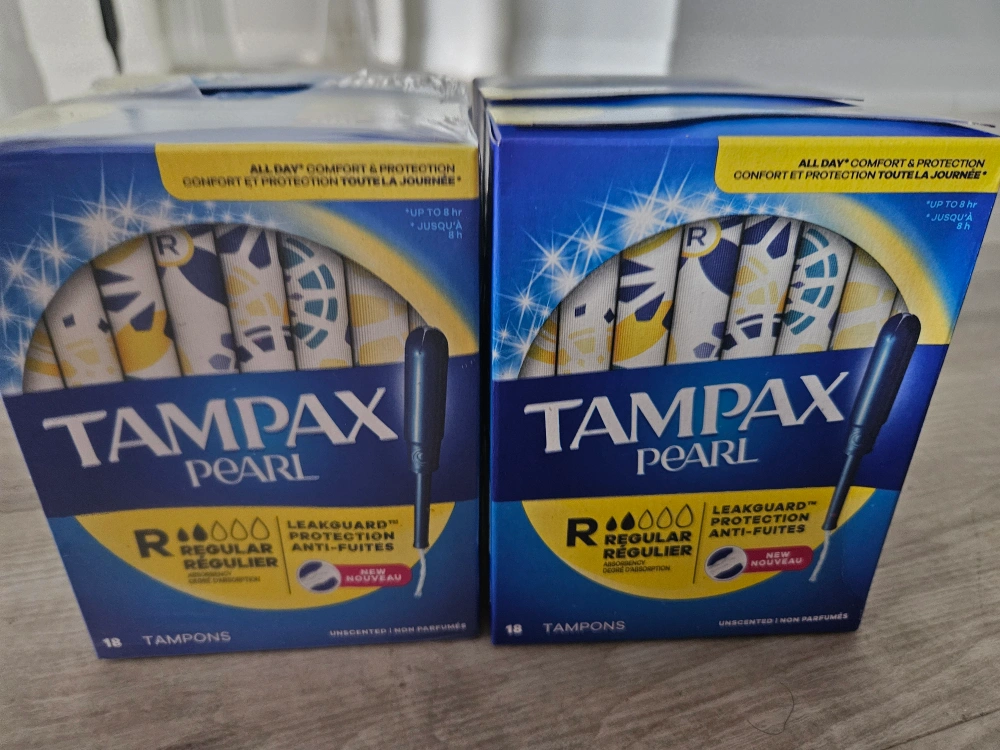 ALL DAY* COMFORT & PROTECTION
CONFORT ET PROTECTION TOUTE LA JOURNÉE*
*UP TO 8 hr
* JUSQU'À
8 h
R
TAMPAX
PEARL
R REGULAR
RÉGULIER
ABSORBENCY
DEGRÉ D'ABSORPTION
LEAKGUARD™
PROTECTION
ANTI-FUITES
NEW
NOUVEAU
18 TAMPONS
UNSCENTED / NON PARFUMÉS
ALL DAY* COMFORT & PROTECTION
CONFORT ET PROTECTION TOUTE LA JOURNÉE*
*UP TO 8 hr
* JUSQU'À
8 h
R
TAMPAX
PEARL
R REGULAR
RÉGULIER
ABSORBENCY
DEGRÉ D'ABSORPTION
LEAKGUARD™
PROTECTION
ANTI-FUITES
NEW
NOUVEAU
18 TAMPONS
UNSCENTED / NON PARFUMÉS